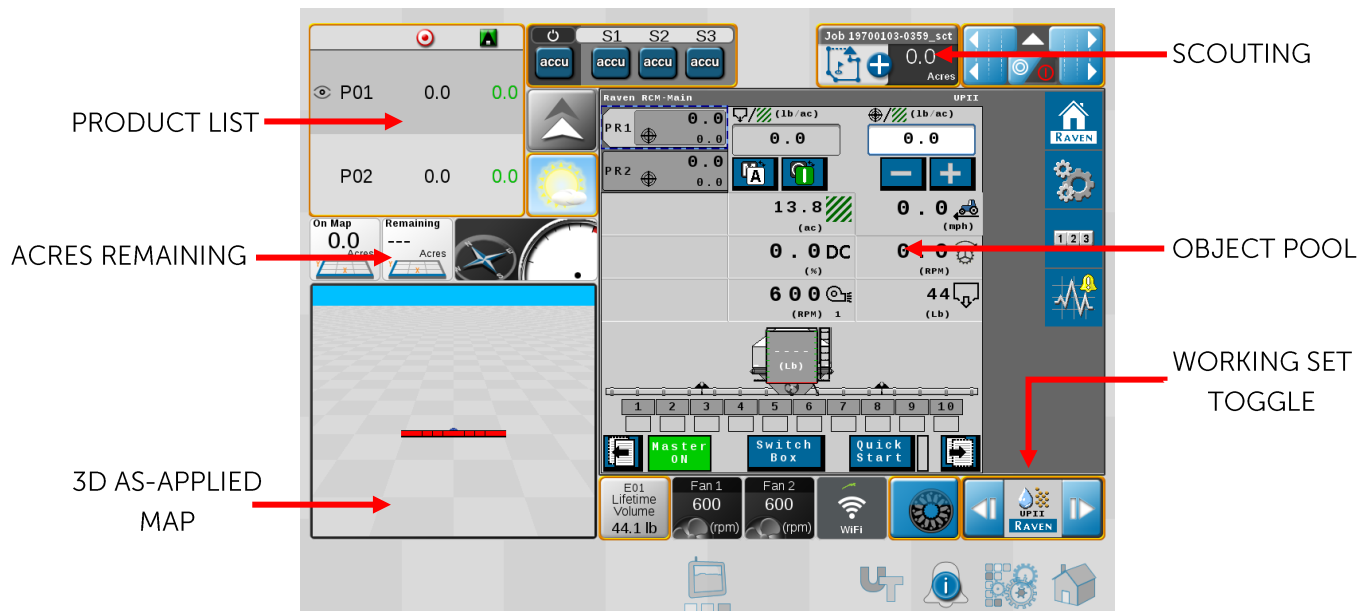 PRODUCT LIST
ACRES REMAINING
3D AS-APPLIED
MAP
SCOUTING
OBJECT POOL
WORKING SET
TOGGLE
P01 0.0 0.0
P02 0.0 0.0
S1 S2 S3
accu accu accu accu
Job 19700103-0359_sct
0.0
Acres
On Map
0.0
Acres
Remaining
---
Acres
Raven RCM-Main UPII
PR1 0.0
0.0
PR2 0.0
0.0
(lb/ac)
0.0
(lb/ac)
0.0
A
13.8
(ac)
0.0
(mph)
0.0 DC
(%)
0.0
(RPM)
600
(RPM) 1
44
(Lb)
----
(Lb)
1 2 3 4 5 6 7 8 9 10
Master
ON
Switch
Box
Quick
Start
RAVEN
1 2 3
E01
Lifetime
Volume
44.1 lb
Fan 1
600
(rpm)
Fan 2
600
(rpm)
WiFi
UPII
RAVEN
UT
i